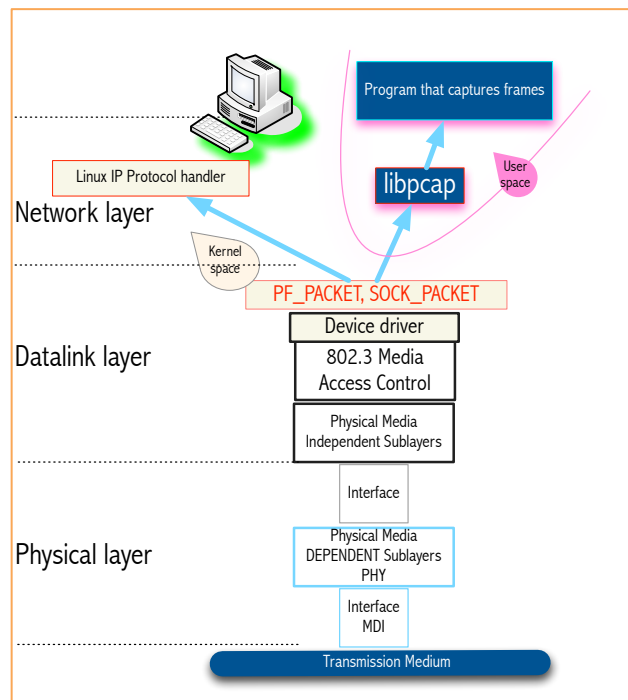 Program that captures frames
Linux IP Protocol handler
libpcap
User
space
Network layer
Kernel
space
PF_PACKET, SOCK_PACKET
Device driver
Datalink layer
802.3 Media
Access Control
Physical Media
Independent Sublayers
Interface
Physical layer
Physical Media
DEPENDENT Sublayers
PHY
Interface
MDI
Transmission Medium